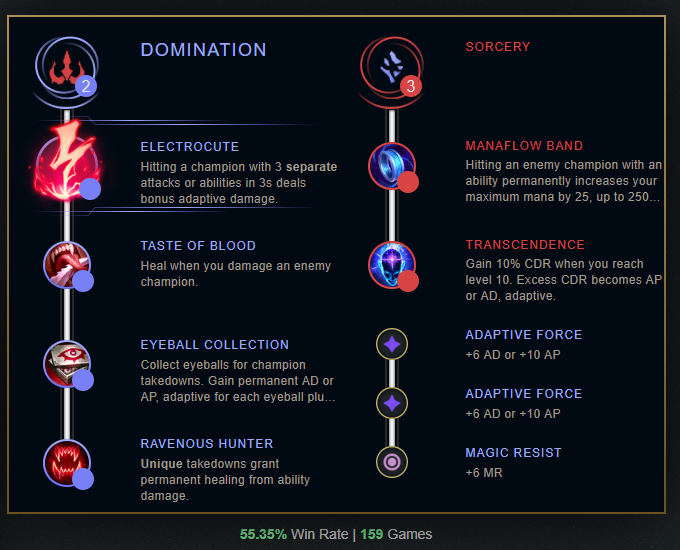 DOMINATION
2
ELECTROCUTE
Hitting a champion with 3 separate
attacks or abilities in 3s deals
bonus adaptive damage.
TASTE OF BLOOD
Heal when you damage an enemy
champion.
EYEBALL COLLECTION
Collect eyeballs for champion
takedowns. Gain permanent AD or
AP, adaptive for each eyeball plu...
RAVENOUS HUNTER
Unique takedowns grant
permanent healing from ability
damage.
SORCERY
3
MANAFLOW BAND
Hitting an enemy champion with an
ability permanently increases your
maximum mana by 25, up to 250...
TRANSCENDENCE
Gain 10% CDR when you reach
level 10. Excess CDR becomes AP
or AD, adaptive.
ADAPTIVE FORCE
+6 AD or +10 AP
ADAPTIVE FORCE
+6 AD or +10 AP
MAGIC RESIST
+6 MR
55.35% Win Rate | 159 Games